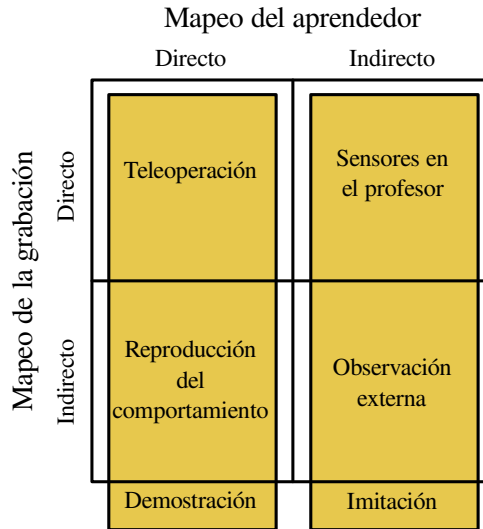 Mapeo del aprendedor
Directo
Indirecto
Mapeo de la grabación
Directo
Indirecto
Teleoperación
Sensores en
el profesor
Reproducción
del
comportamiento
Observación
externa
Demostración
Imitación